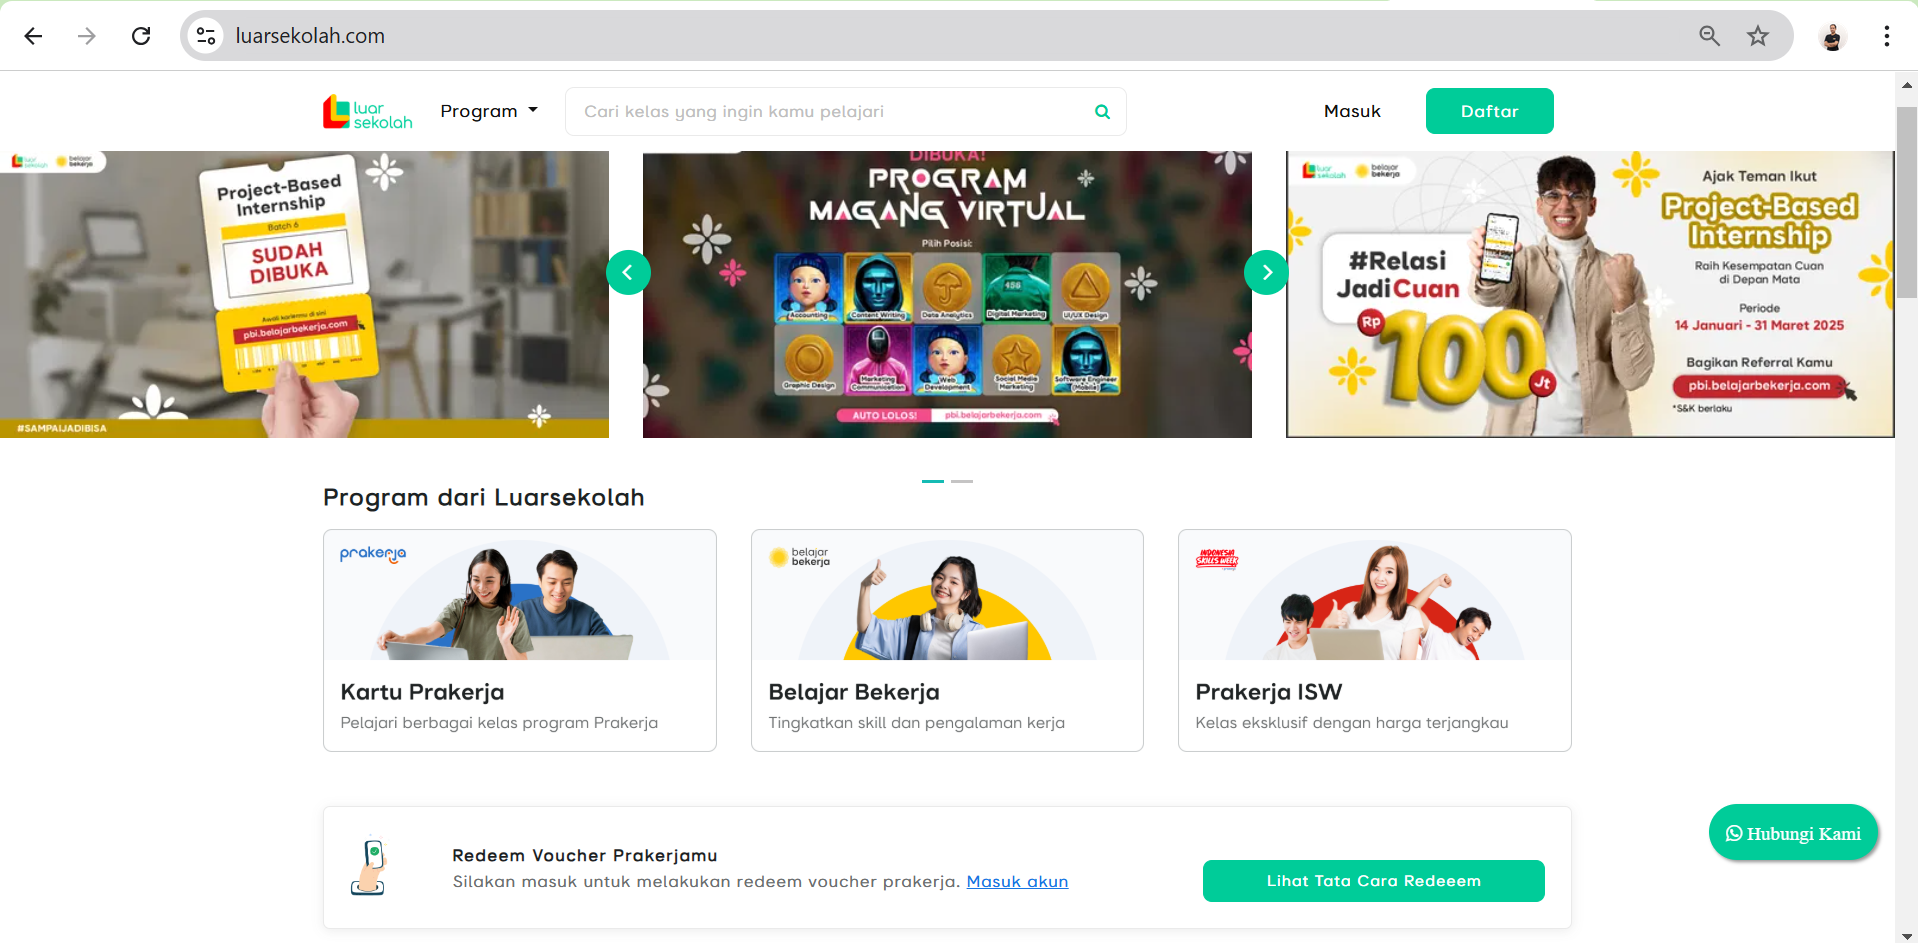 luarsekolah.com
luar
sekolah
Program
Cari kelas yang ingin kamu pelajari
Masuk
Daftar
luar
sekolah
belajar
bekerja
Project-Based
Internship
Batch 6
SUDAH
DIBUKA
Awali kariermu di sini
pbi.belajarbekerja.com
#SAMPAIJADIBISA
DIBUKA!
PROGRAM
MAGANG VIRTUAL
Pilih Posisi:
Accounting
Content Writing
Data Analytics
456
Digital Marketing
UI/UX Design
Graphic Design
Marketing
Communication
Web
Development
Social Media
Marketing
Software Engineer
(Mobile)
AUTO LOLOS!
pbi.belajarbekerja.com
luar
sekolah
belajar
bekerja
#Relasi
JadiCuan
Rp
100
Jt
Ajak Teman Ikut
Project-Based
Internship
Raih Kesempatan Cuan
di Depan Mata
Periode
14 Januari - 31 Maret 2025
Bagikan Referral Kamu
pbi.belajarbekerja.com
*S&K berlaku
Program dari Luarsekolah
prakerja
Kartu Prakerja
Pelajari berbagai kelas program Prakerja
belajar
bekerja
Belajar Bekerja
Tingkatkan skill dan pengalaman kerja
INDONESIA
SKILLS WEEK
Prakerja ISW
Kelas eksklusif dengan harga terjangkau
Redeem Voucher Prakerjamu
Silakan masuk untuk melakukan redeem voucher prakerja. Masuk akun
Lihat Tata Cara Redeeem
Hubungi Kami